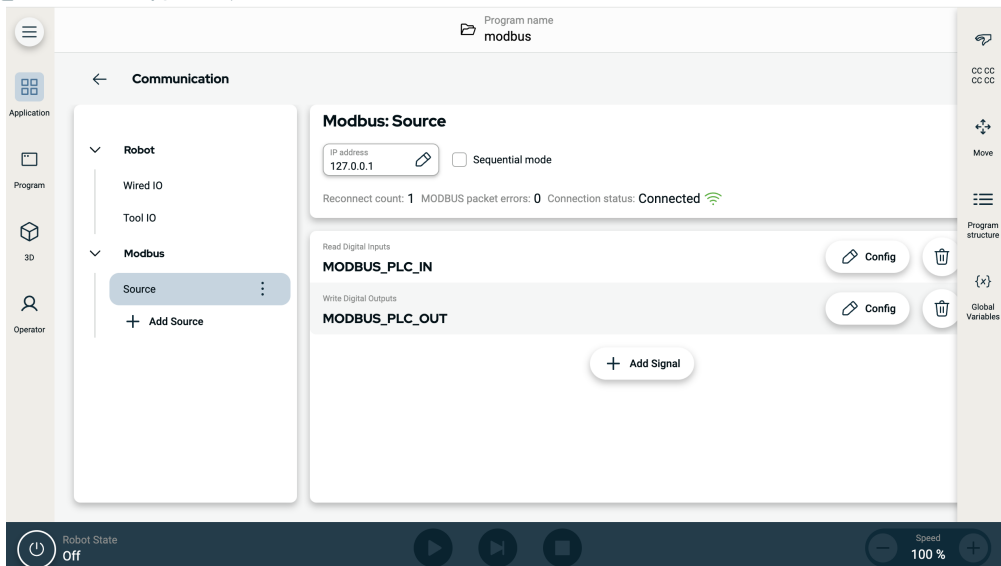 Program name
modbus
Communication
Application
Program
3D
Operator
Robot
Wired IO
Tool IO
Modbus
Source
Add Source
Modbus: Source
IP address
127.0.0.1
Sequential mode
Reconnect count: 1 MODBUS packet errors: 0 Connection status: Connected
Read Digital Inputs
MODBUS_PLC_IN
Config
Write Digital Outputs
MODBUS_PLC_OUT
Config
Add Signal
CC CC
CC CC
Move
Program
structure
{x}
Global
Variables
Robot State
Off
Speed
100 %